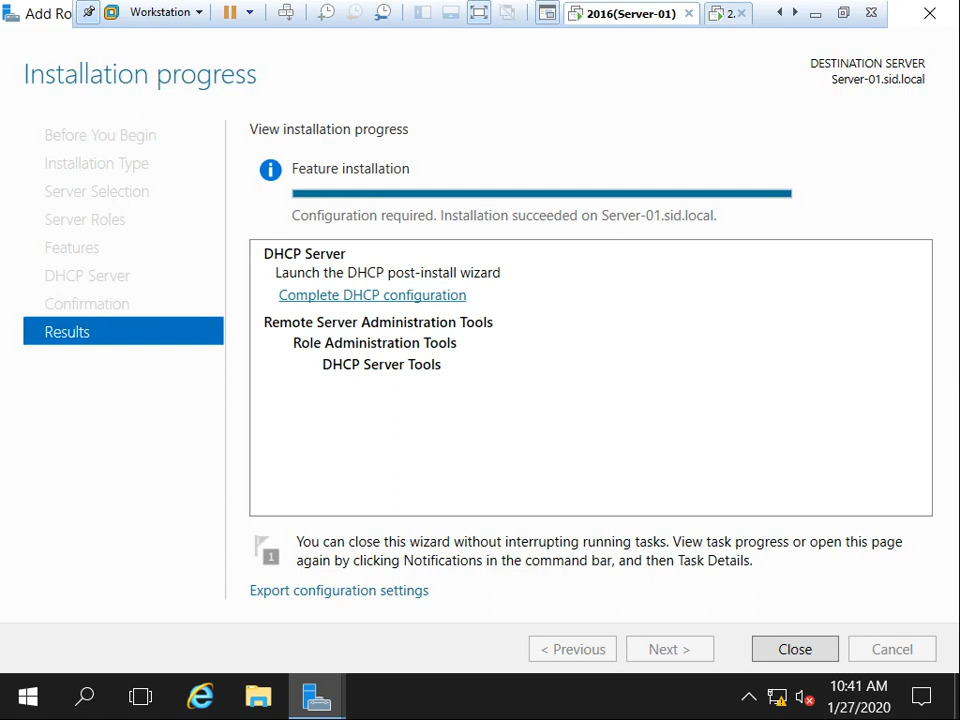 Add Ro
Workstation
2016(Server-01)
2.
Installation progress
DESTINATION SERVER
Server-01.sid.local
Before You Begin
Installation Type
Server Selection
Server Roles
Features
DHCP Server
Confirmation
Results
View installation progress
Feature installation
Configuration required. Installation succeeded on Server-01.sid.local.
DHCP Server
Launch the DHCP post-install wizard
Complete DHCP configuration
Remote Server Administration Tools
Role Administration Tools
DHCP Server Tools
1
You can close this wizard without interrupting running tasks. View task progress or open this page
again by clicking Notifications in the command bar, and then Task Details.
Export configuration settings
< Previous
Next >
Close
Cancel
10:41 AM
1/27/2020